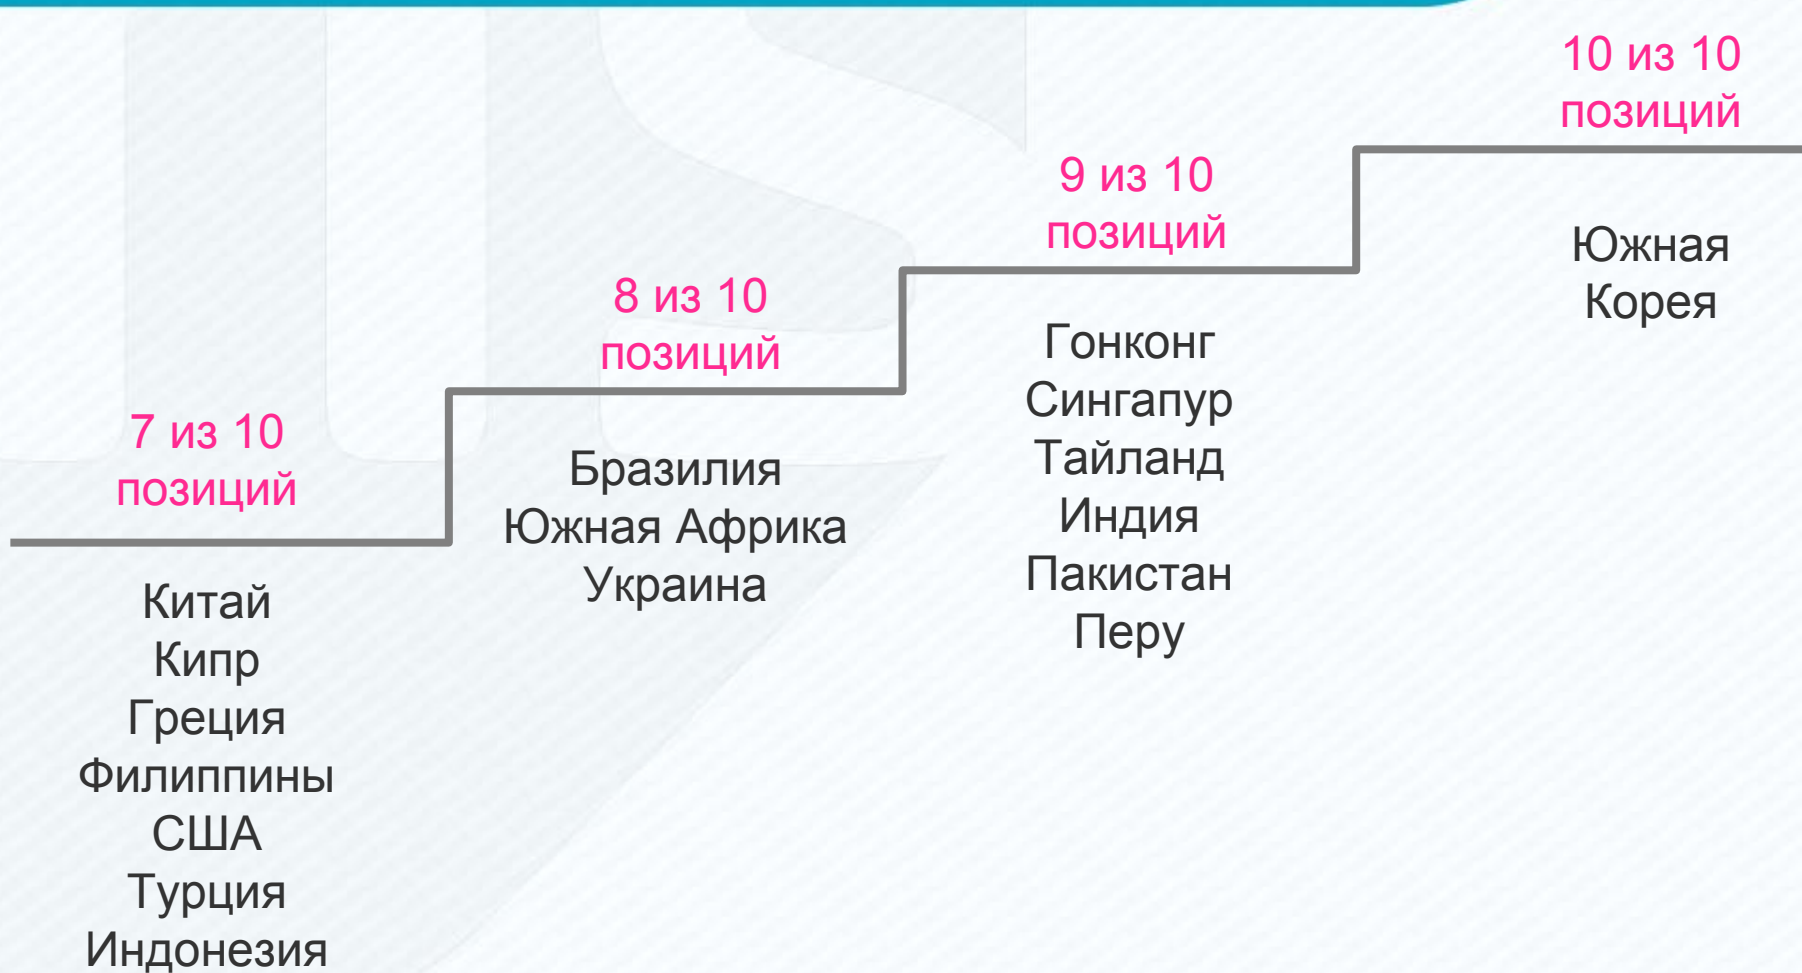 7 из 10
позиций
Китай
Кипр
Греция
Филиппины
США
Турция
Индонезия
8 из 10
позиций
Бразилия
Южная Африка
Украина
9 из 10
позиций
Гонконг
Сингапур
Тайланд
Индия
Пакистан
Перу
10 из 10
позиций
Южная
Корея